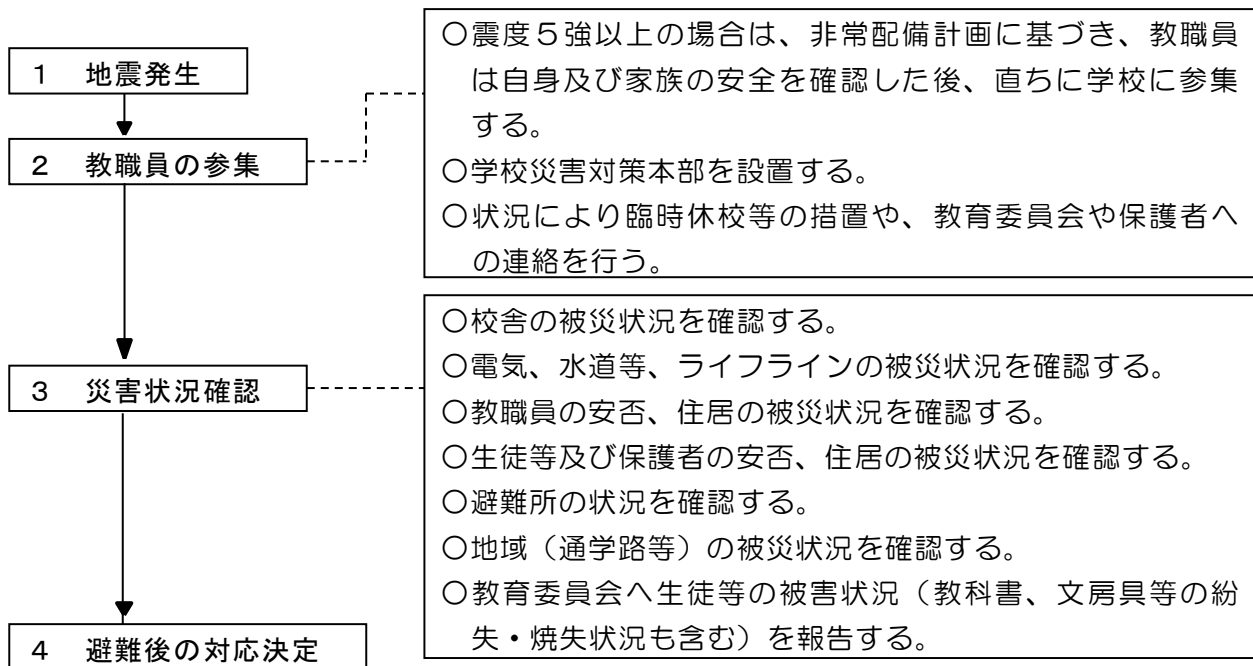 １　地震発生
２　教職員の参集
〇震度５強以上の場合は、非常配備計画に基づき、教職員
は自身及び家族の安全を確認した後、直ちに学校に参集
する。
〇学校災害対策本部を設置する。
〇状況により臨時休校等の措置や、教育委員会や保護者へ
の連絡を行う。
３　災害状況確認
〇校舎の被災状況を確認する。
〇電気、水道等、ライフラインの被災状況を確認する。
〇教職員の安否、住居の被災状況を確認する。
〇生徒等及び保護者の安否、住居の被災状況を確認する。
〇避難所の状況を確認する。
〇地域（通学路等）の被災状況を確認する。
〇教育委員会へ生徒等の被害状況（教科書、文房具等の紛
失・焼失状況も含む）を報告する。
４　避難後の対応決定